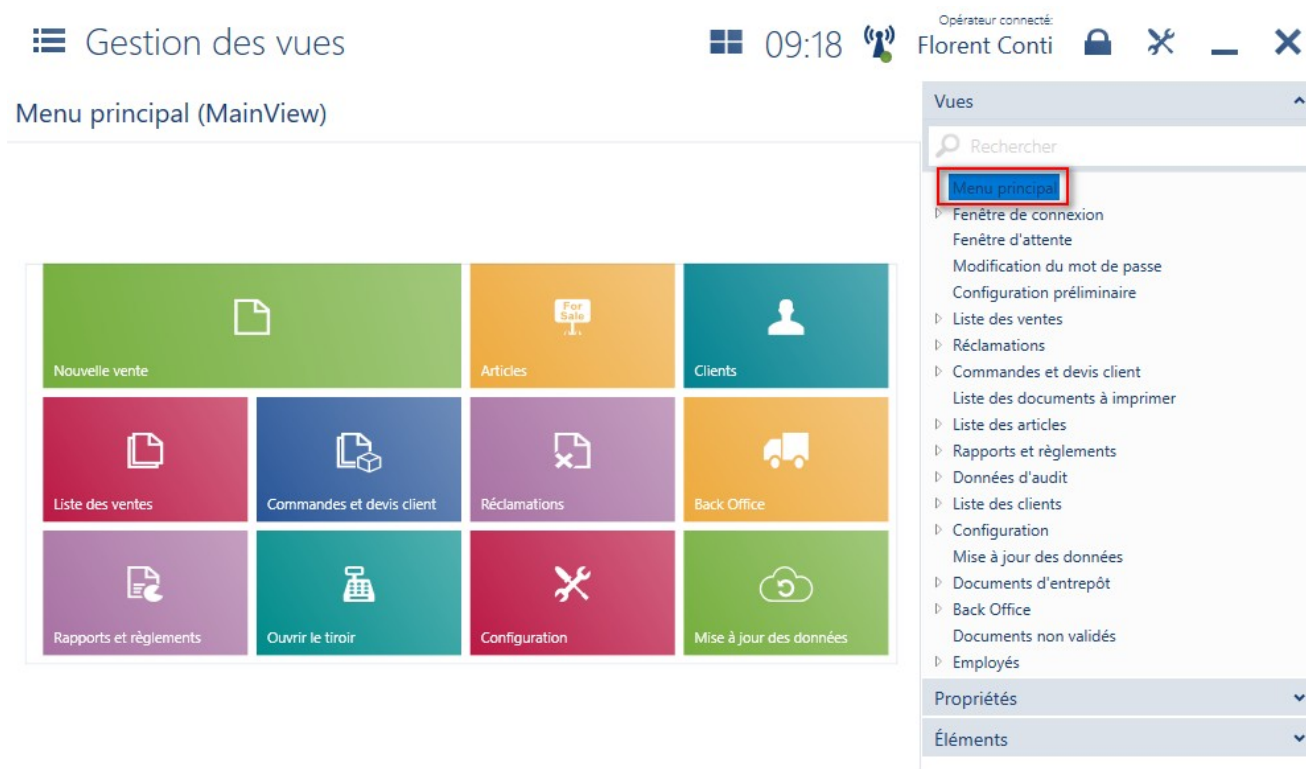 Gestion des vues
09:18
Opérateur connecté:
Florent Conti
Menu principal (MainView)
Nouvelle vente
For Sale
Articles
Clients
Liste des ventes
Commandes et devis client
Réclamations
Back Office
Rapports et règlements
Ouvrir le tiroir
Configuration
Mise à jour des données
Vues
Rechercher
Menu principal
Fenêtre de connexion
Fenêtre d'attente
Modification du mot de passe
Configuration préliminaire
Liste des ventes
Réclamations
Commandes et devis client
Liste des documents à imprimer
Liste des articles
Rapports et règlements
Données d'audit
Liste des clients
Configuration
Mise à jour des données
Documents d'entrepôt
Back Office
Documents non validés
Employés
Propriétés
Éléments